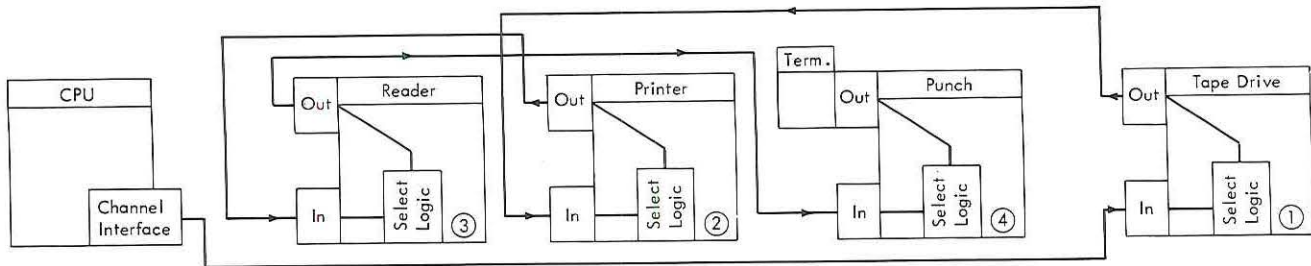 CPU
Channel
Interface
Out
Reader
In
Select
Logic
③
Out
Printer
In
Select
Logic
②
Term.
Out
Punch
In
Select
Logic
④
Out
Tape Drive
In
Select
Logic
①